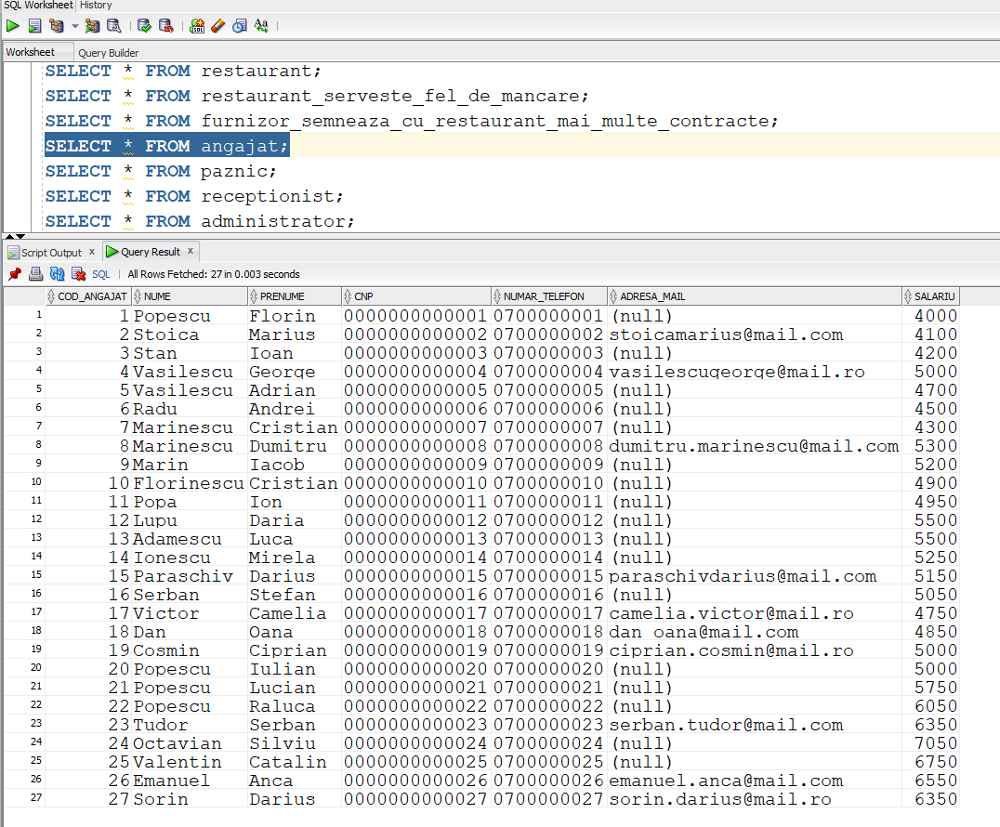 SQL Worksheet History
Worksheet Query Builder
SELECT * FROM restaurant;
SELECT * FROM restaurant_serveste_fel_de_mancare;
SELECT * FROM furnizor_semneaza_cu_restaurant_mai_multe_contracte;
SELECT * FROM angajat;
SELECT * FROM paznic;
SELECT * FROM receptionist;
SELECT * FROM administrator;
Script Output x Query Result x
SQL All Rows Fetched: 27 in 0.003 seconds
COD_ANGAJAT NUME PRENUME CNP NUMAR_TELEFON ADRESA_MAIL SALARIU
1 1 Popescu Florin 0000000000001 0700000001 (null) 4000
2 2 Stoica Marius 0000000000002 0700000002 stoicamarius@mail.com 4100
3 3 Stan Ioan 0000000000003 0700000003 (null) 4200
4 4 Vasilescu George 0000000000004 0700000004 vasilescugeorge@mail.ro 5000
5 5 Vasilescu Adrian 0000000000005 0700000005 (null) 4700
6 6 Radu Andrei 0000000000006 0700000006 (null) 4500
7 7 Marinescu Cristian 0000000000007 0700000007 (null) 4300
8 8 Marinescu Dumitru 0000000000008 0700000008 dumitru.marinescu@mail.com 5300
9 9 Marin Iacob 0000000000009 0700000009 (null) 5200
10 10 Florinescu Cristian 0000000000010 0700000010 (null) 4900
11 11 Popa Ion 0000000000011 0700000011 (null) 4950
12 12 Lupu Daria 0000000000012 0700000012 (null) 5500
13 13 Adamescu Luca 0000000000013 0700000013 (null) 5500
14 14 Ionescu Mirela 0000000000014 0700000014 (null) 5250
15 15 Paraschiv Darius 0000000000015 0700000015 paraschivdarius@mail.com 5150
16 16 Serban Stefan 0000000000016 0700000016 (null) 5050
17 17 Victor Camelia 0000000000017 0700000017 camelia.victor@mail.ro 4750
18 18 Dan Oana 0000000000018 0700000018 dan_oana@mail.com 4850
19 19 Cosmin Ciprian 0000000000019 0700000019 ciprian.cosmin@mail.ro 5000
20 20 Popescu Iulian 0000000000020 0700000020 (null) 5000
21 21 Popescu Lucian 0000000000021 0700000021 (null) 5750
22 22 Popescu Raluca 0000000000022 0700000022 (null) 6050
23 23 Tudor Serban 0000000000023 0700000023 serban.tudor@mail.com 6350
24 24 Octavian Silviu 0000000000024 0700000024 (null) 7050
25 25 Valentin Catalin 0000000000025 0700000025 (null) 6750
26 26 Emanuel Anca 0000000000026 0700000026 emanuel.anca@mail.com 6550
27 27 Sorin Darius 0000000000027 0700000027 sorin.darius@mail.ro 6350